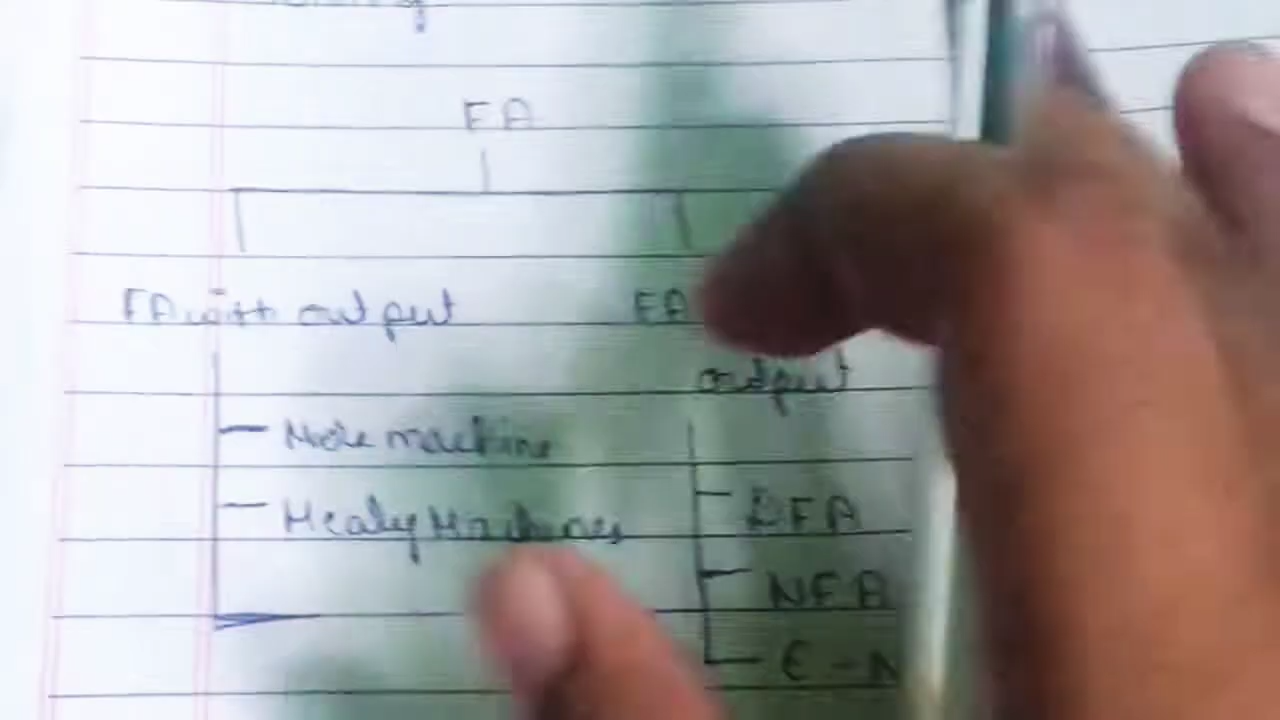 FA
FA with output
FA
output
Mole machine
Mealy Machines
DFA
NFA
ε - N